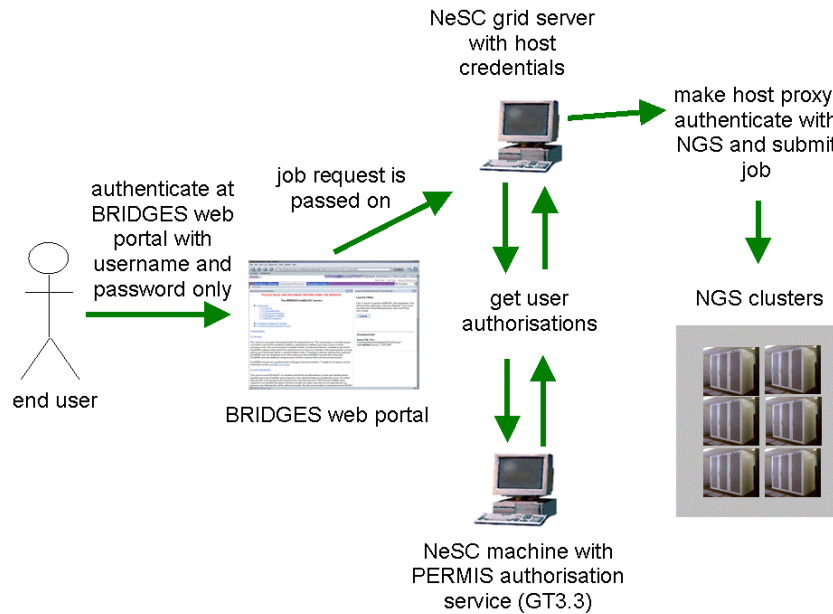 NeSC grid server
with host
credentials
make host proxy,
authenticate with
NGS and submit
job
job request is
passed on
authenticate at
BRIDGES web
portal with
username and
password only
get user
authorisations
NGS clusters
end user
BRIDGES web portal
NeSC machine with
PERMIS authorisation
service (GT3.3)